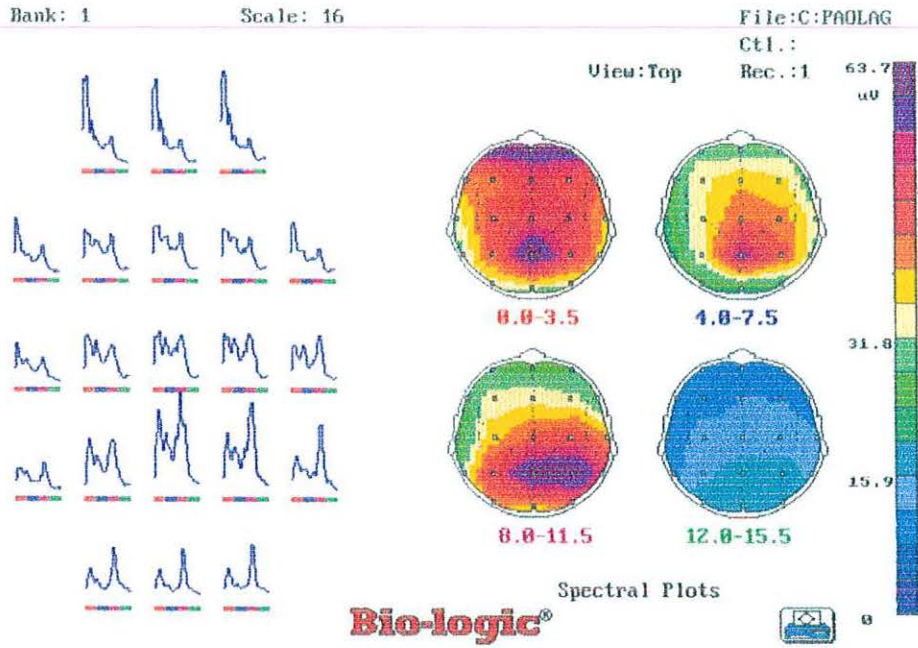 Bank: 1 Scale: 16 File:C:PAOLAG
Ctl.:
View:Top Rec.:1 63.7
uV
0.0-3.5 4.0-7.5
31.8
8.0-11.5 12.0-15.5
15.9
Spectral Plots
Bio-logic® 0